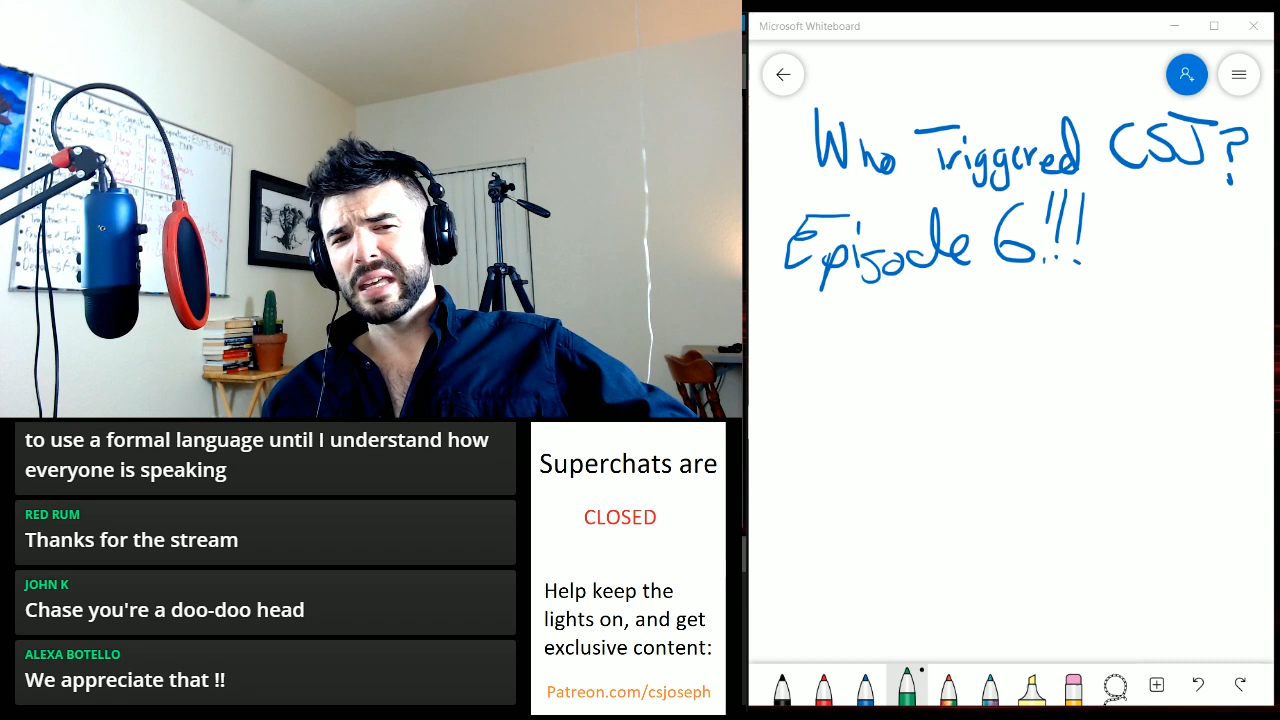 Microsoft Whiteboard
Who Triggered CSJ?
Episode 6!!!
to use a formal language until I understand how
everyone is speaking
RED RUM
Thanks for the stream
JOHN K
Chase you're a doo-doo head
ALEXA BOTELLO
We appreciate that !!
Superchats are
CLOSED
Help keep the
lights on, and get
exclusive content:
Patreon.com/csjoseph